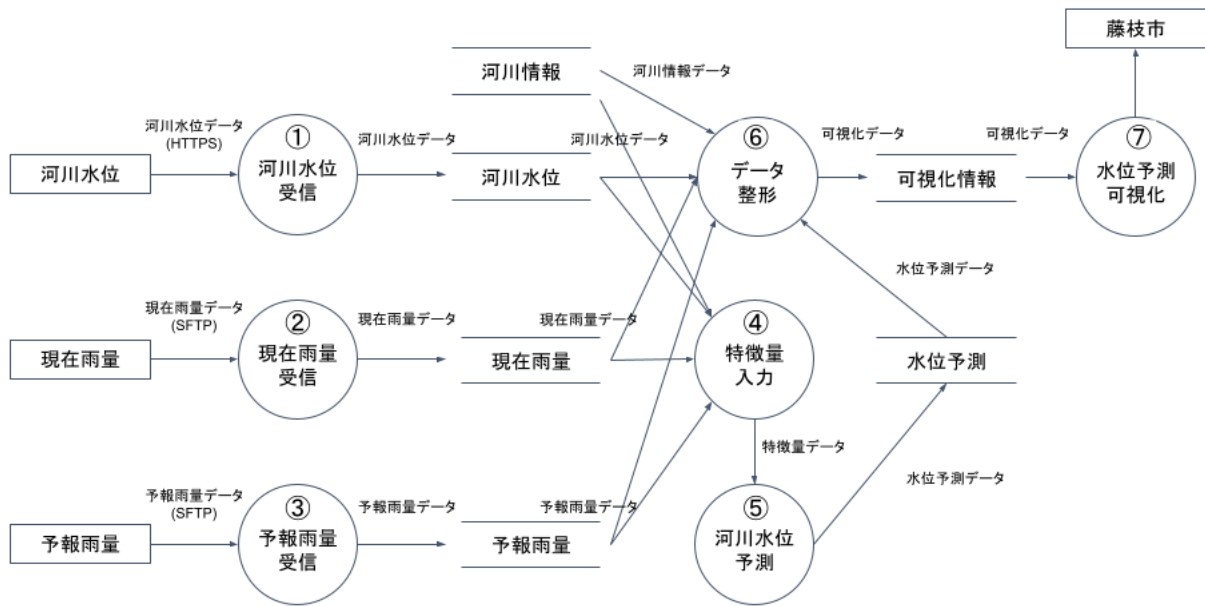 藤枝市
河川情報
河川情報データ
河川水位データ
(HTTPS)
①
河川水位
受信
河川水位データ
河川水位データ
⑥
データ
整形
可視化データ
可視化データ
⑦
水位予測
可視化
河川水位
河川水位
可視化情報
水位予測データ
現在雨量データ
(SFTP)
②
現在雨量
受信
現在雨量データ
現在雨量データ
④
特徴量
入力
現在雨量
現在雨量
水位予測
特徴量データ
水位予測データ
予報雨量データ
(SFTP)
③
予報雨量
受信
予報雨量データ
予報雨量データ
⑤
河川水位
予測
予報雨量
予報雨量